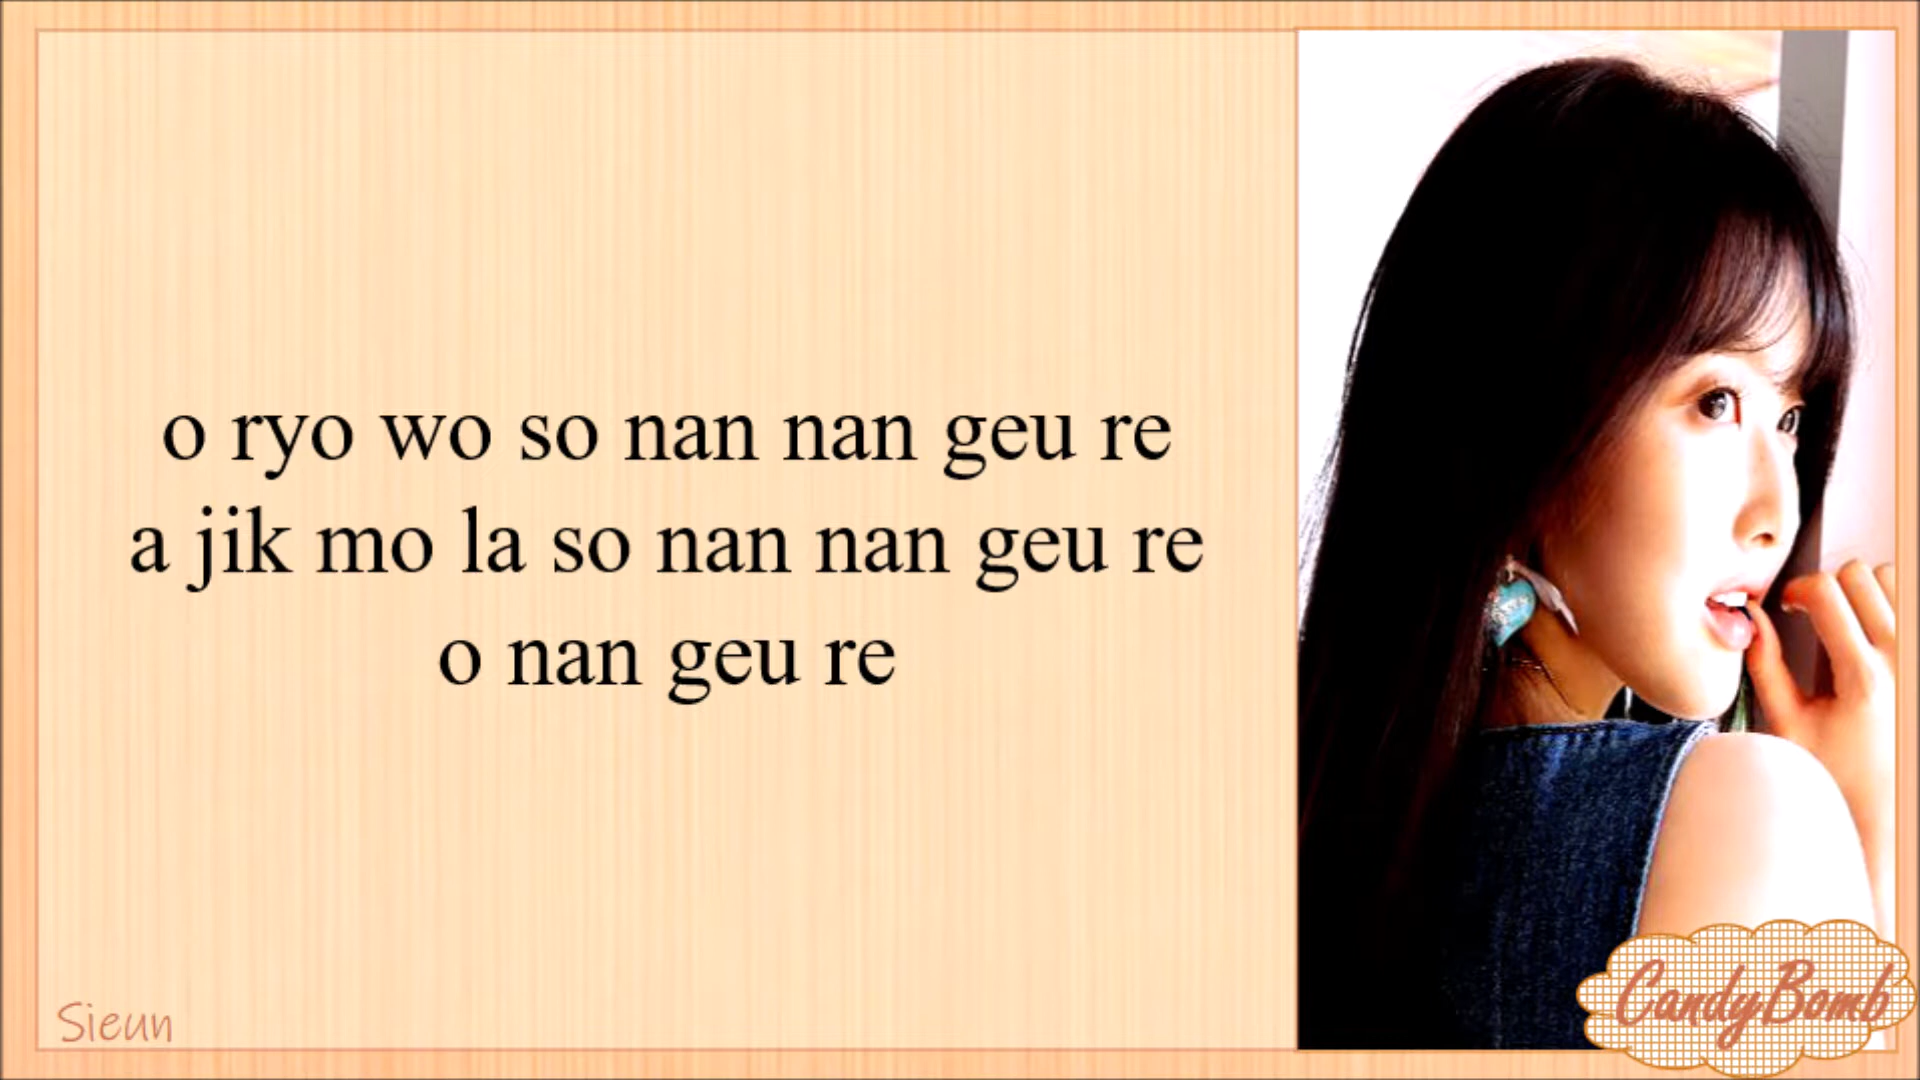 o ryo wo so nan nan geu re
a jik mo la so nan nan geu re
o nan geu re
Sieun
CandyBomb